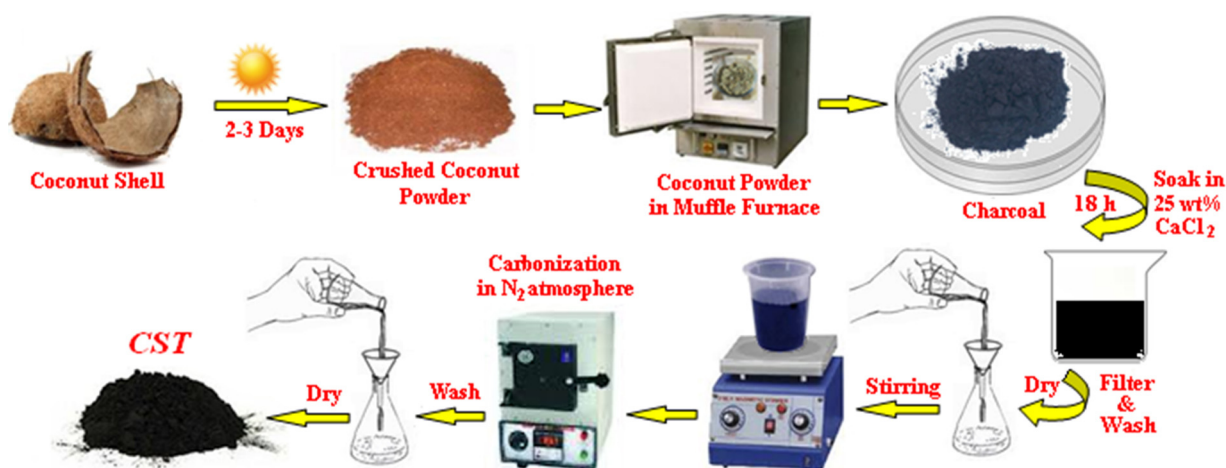 2-3 Days
Coconut Shell
Crushed Coconut
Powder
Coconut Powder
in Muffle Furnace
Charcoal
18 h
Soak in
25 wt%
CaCl₂
Filter
&
Wash
Dry
Stirring
Carbonization
in N₂ atmosphere
Wash
Dry
CST